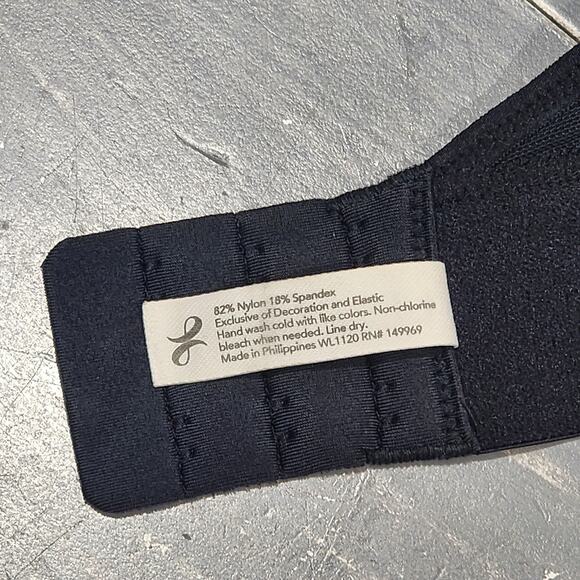 82% Nylon 18% Spandex
Exclusive of Decoration and Elastic
Hand wash cold with like colors. Non-chlorine
bleach when needed. Line dry.
Made in Philippines WL1120 RN# 149969